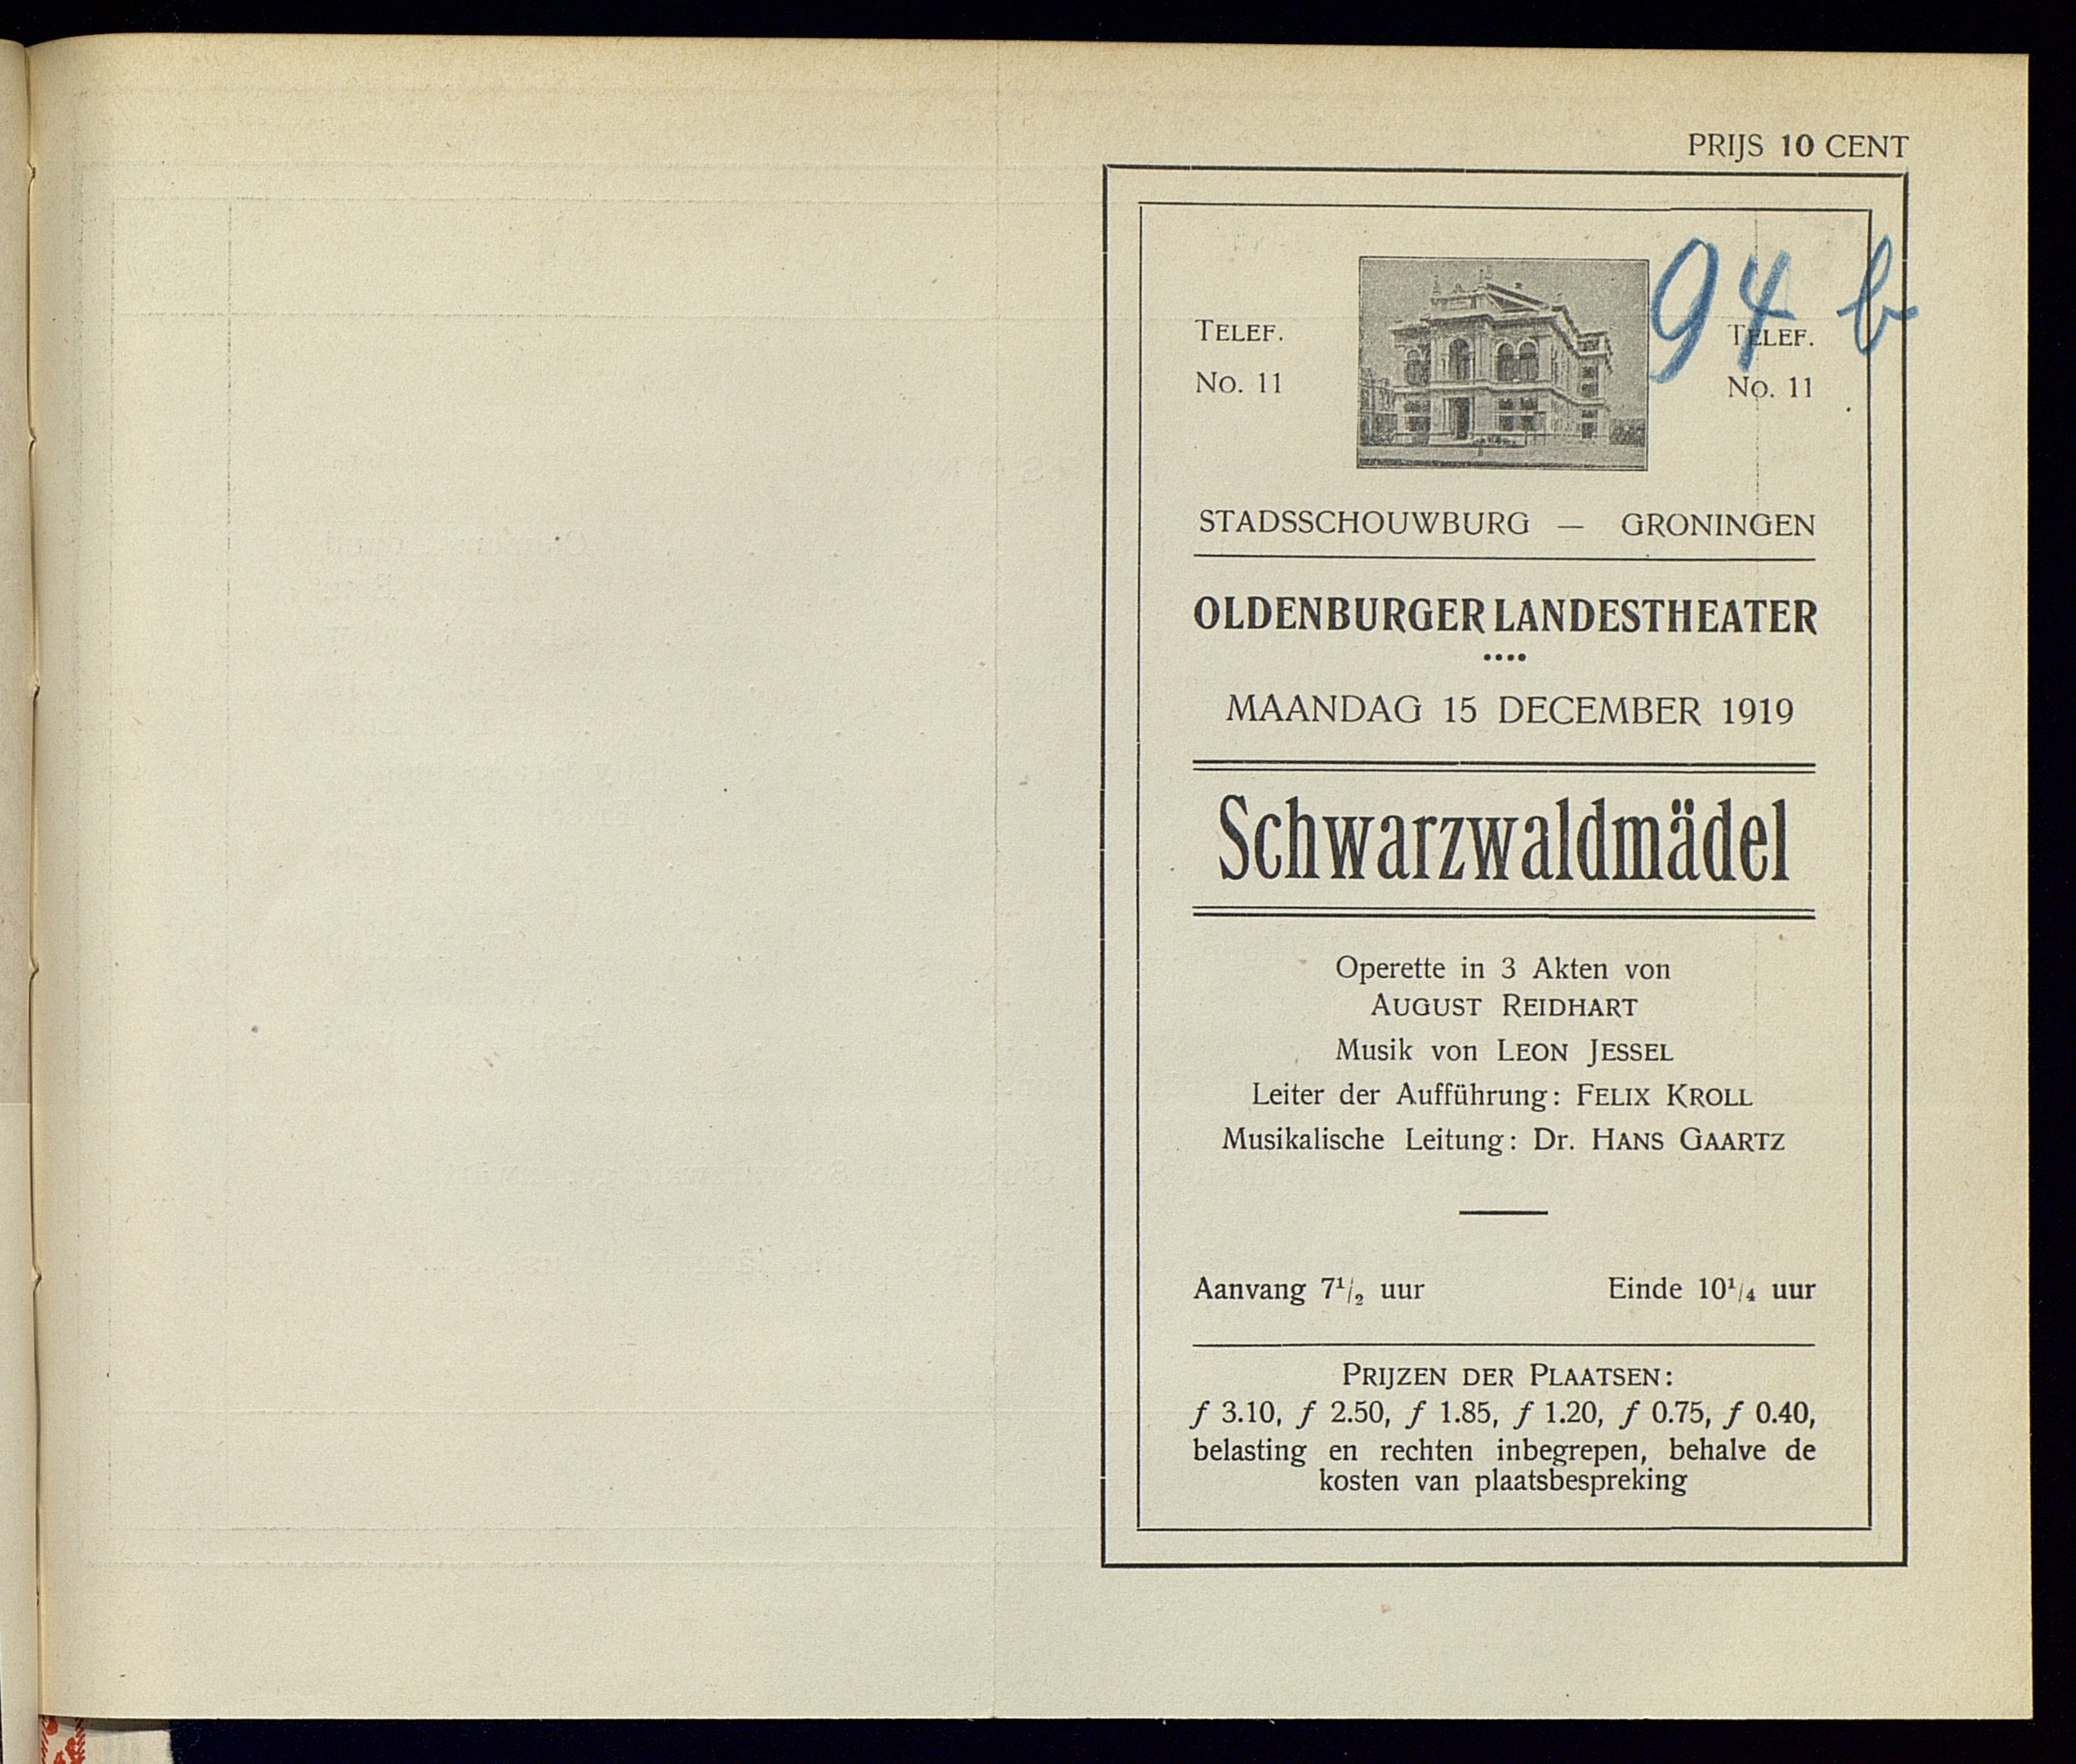 PRIJS 10 CENT
94 b
TELEF.
No. 11
TELEF.
No. 11
STADSSCHOUWBURG — GRONINGEN
OLDENBURGER LANDESTHEATER
••••
MAANDAG 15 DECEMBER 1919
Schwarzwaldmädel
Operette in 3 Akten von
AUGUST REIDHART
Musik von LEON JESSEL
Leiter der Aufführung: FELIX KROLL
Musikalische Leitung: Dr. HANS GAARTZ
Aanvang 7¹/₂ uur Einde 10¹/₄ uur
PRIJZEN DER PLAATSEN:
ƒ 3.10, ƒ 2.50, ƒ 1.85, ƒ 1.20, ƒ 0.75, ƒ 0.40,
belasting en rechten inbegrepen, behalve de
kosten van plaatsbespreking